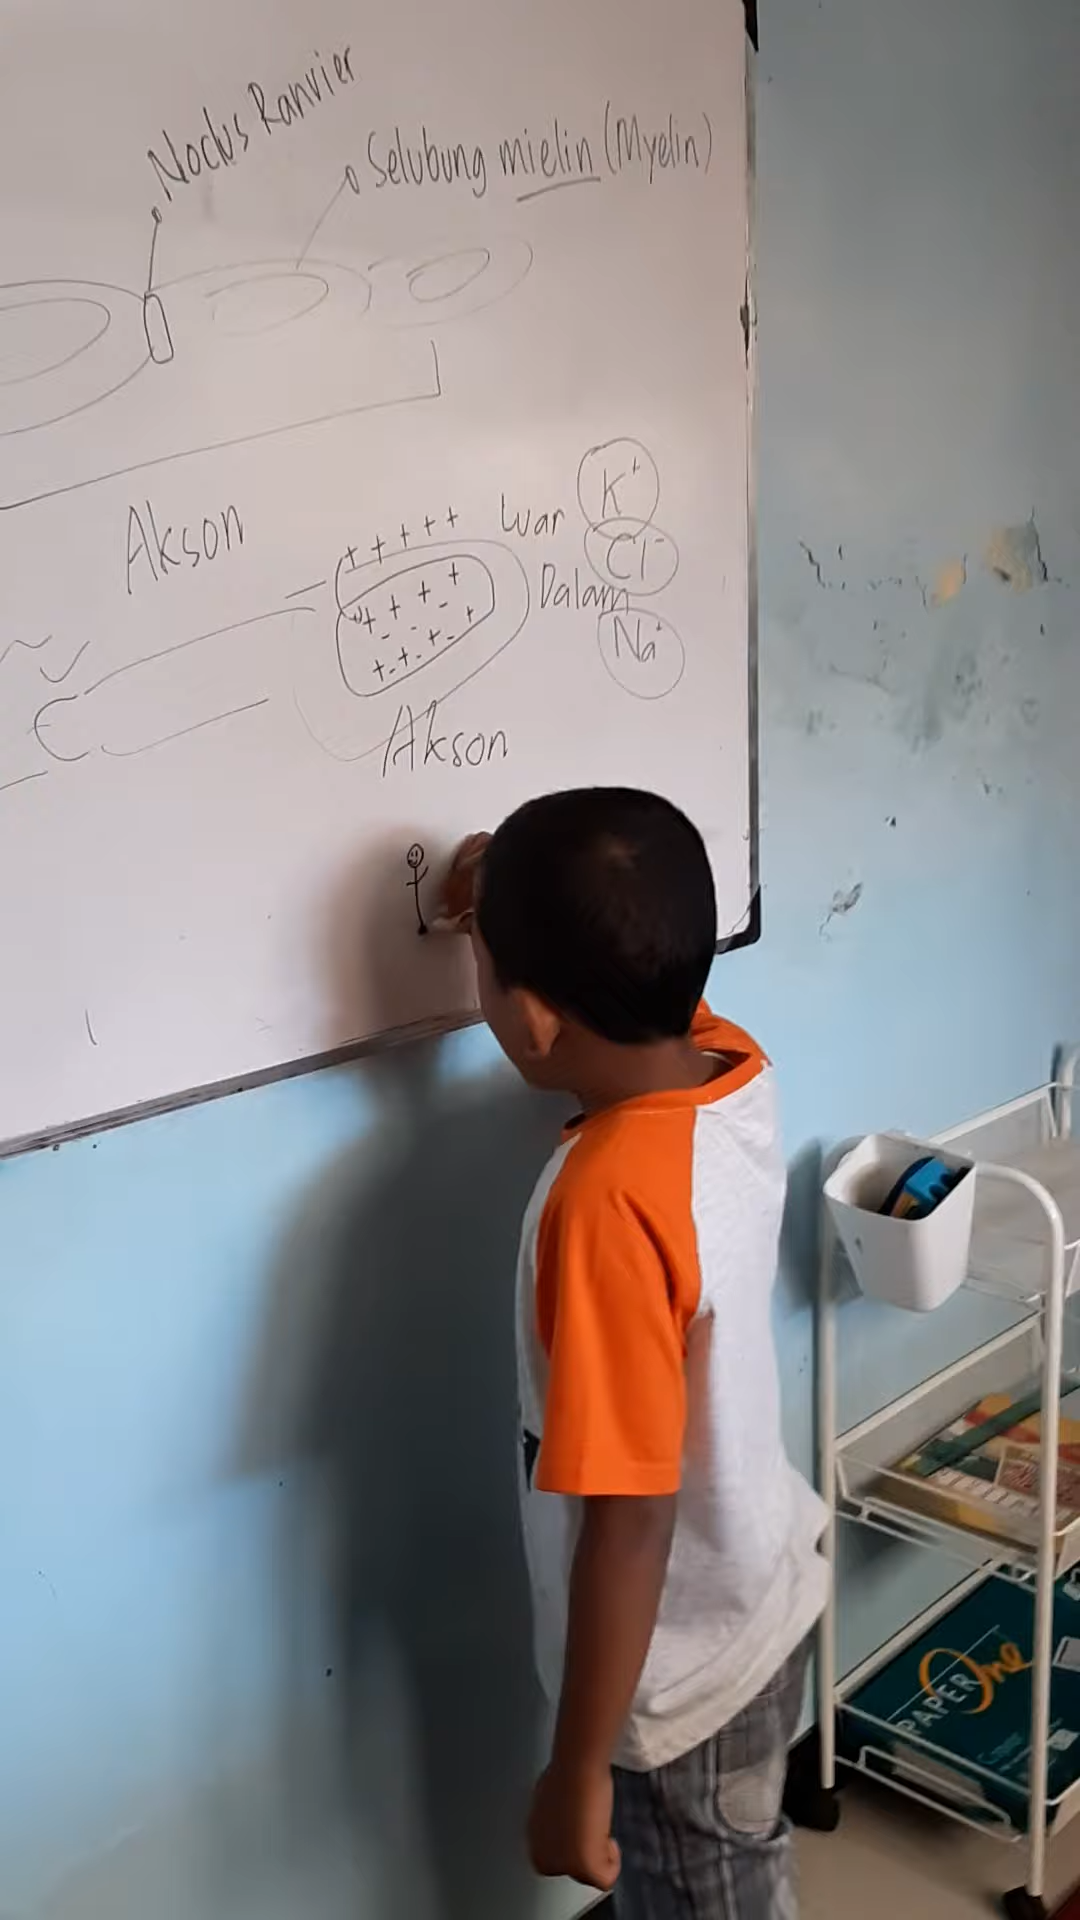 Nodus Ranvier
Selubung mielin (Myelin)
Akson
+ + + + +
Luar
K+
Cl-
Dalam
Na+
Akson
PAPER One